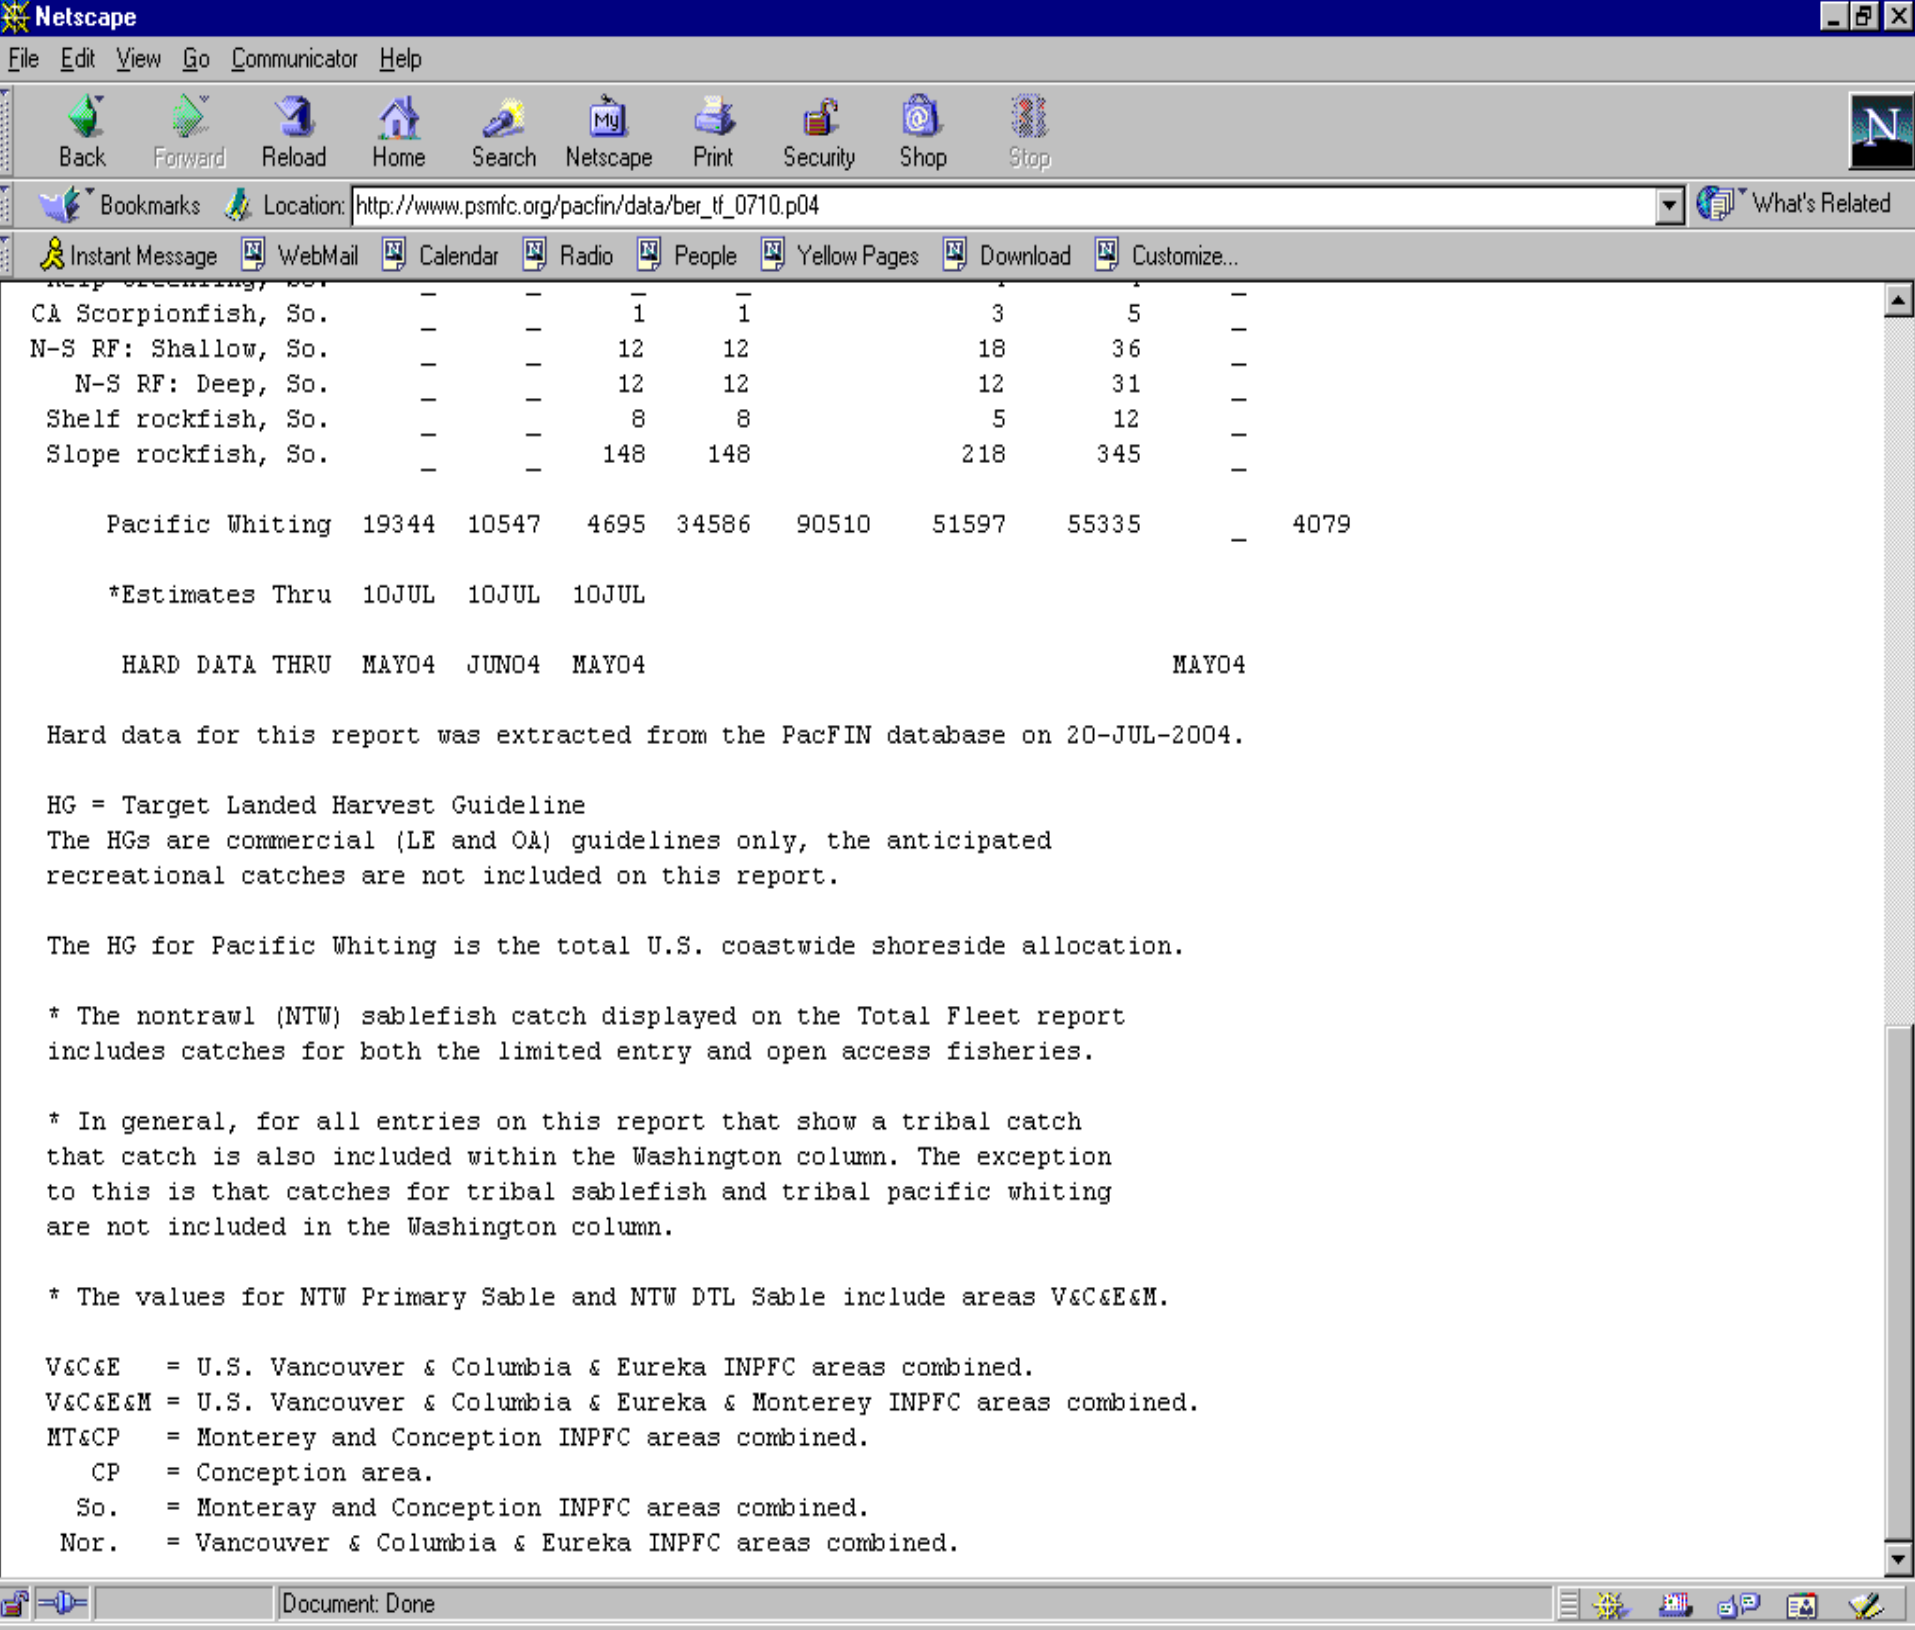 Netscape
File Edit View Go Communicator Help
My N
Back Forward Reload Home Search Netscape Print Security Shop Stop
Bookmarks Location: http://www.psmfc.org/pacfin/data/ber_tf_0710.p04 What's Related
Instant Message WebMail Calendar Radio People Yellow Pages Download Customize...
CA Scorpionfish, So. _ _ 1 1 3 5 _
N-S RF: Shallow, So. _ _ 12 12 18 36 _
N-S RF: Deep, So. _ _ 12 12 12 31 _
Shelf rockfish, So. _ _ 8 8 5 12 _
Slope rockfish, So. _ _ 148 148 218 345 _
Pacific Whiting 19344 10547 4695 34586 90510 51597 55335 _ 4079
*Estimates Thru 10JUL 10JUL 10JUL
HARD DATA THRU MAY04 JUN04 MAY04 MAY04
Hard data for this report was extracted from the PacFIN database on 20-JUL-2004.
HG = Target Landed Harvest Guideline
The HGs are commercial (LE and OA) guidelines only, the anticipated
recreational catches are not included on this report.
The HG for Pacific Whiting is the total U.S. coastwide shoreside allocation.
* The nontrawl (NTW) sablefish catch displayed on the Total Fleet report
includes catches for both the limited entry and open access fisheries.
* In general, for all entries on this report that show a tribal catch
that catch is also included within the Washington column. The exception
to this is that catches for tribal sablefish and tribal pacific whiting
are not included in the Washington column.
* The values for NTW Primary Sable and NTW DTL Sable include areas V&C&E&M.
V&C&E = U.S. Vancouver & Columbia & Eureka INPFC areas combined.
V&C&E&M = U.S. Vancouver & Columbia & Eureka & Monterey INPFC areas combined.
MT&CP = Monterey and Conception INPFC areas combined.
CP = Conception area.
So. = Monteray and Conception INPFC areas combined.
Nor. = Vancouver & Columbia & Eureka INPFC areas combined.
Document: Done